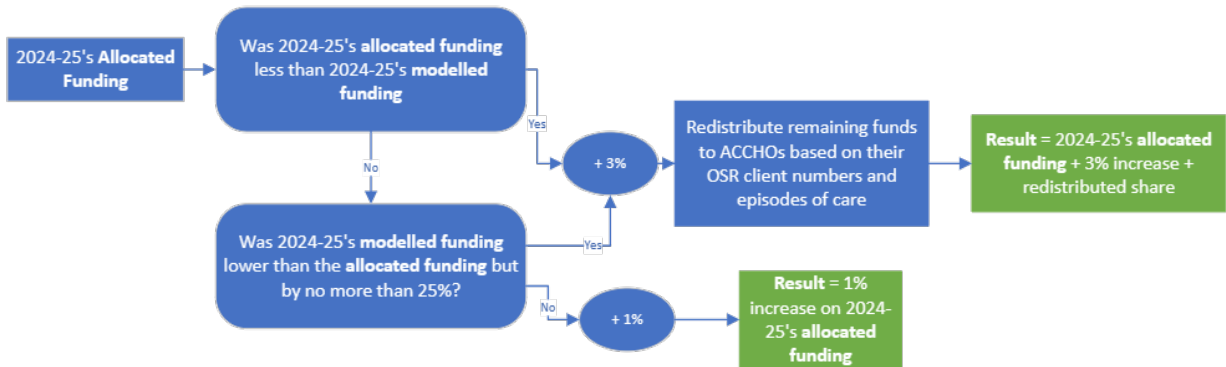 2024-25's Allocated
Funding
Was 2024-25's allocated funding
less than 2024-25's modelled
funding
Yes
No
+ 3%
Redistribute remaining funds
to ACCHOs based on their
OSR client numbers and
episodes of care
Result = 2024-25's allocated
funding + 3% increase +
redistributed share
Was 2024-25's modelled funding
lower than the allocated funding but
by no more than 25%?
Yes
No
+ 1%
Result = 1%
increase on 2024-
25's allocated
funding